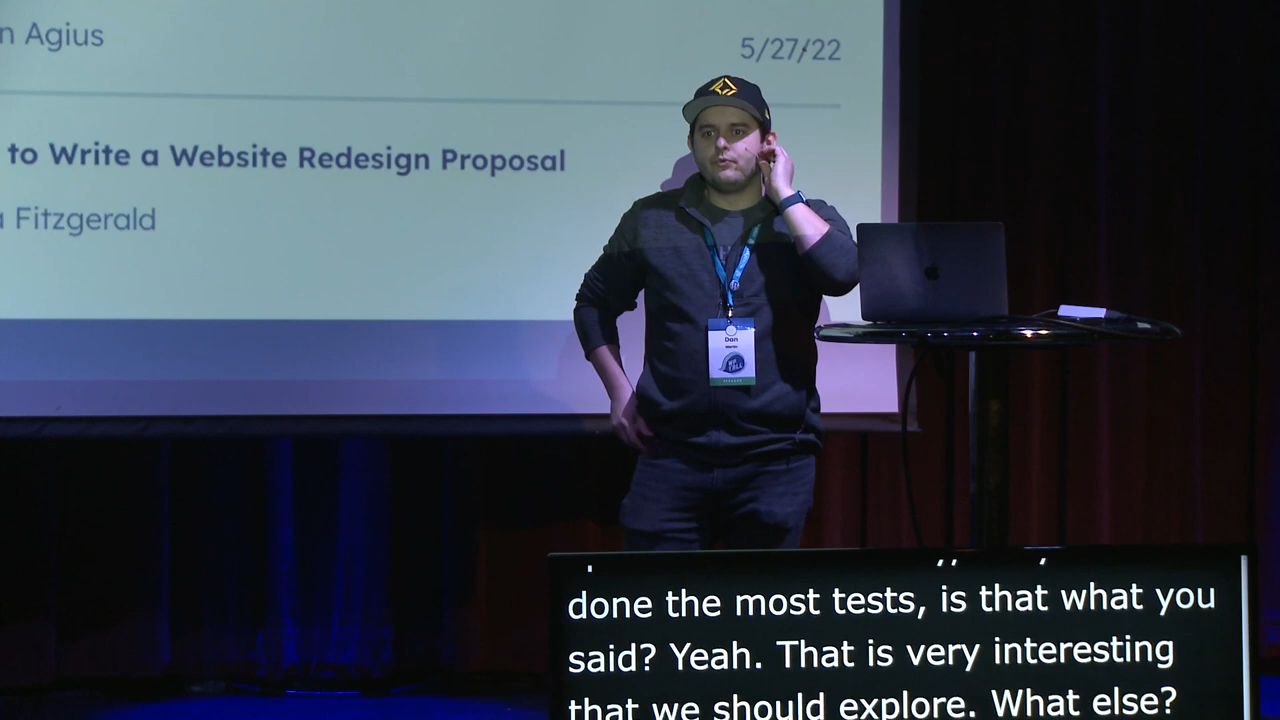 n Agius
5/27/22
to Write a Website Redesign Proposal
a Fitzgerald
Dan
done the most tests, is that what you
said? Yeah. That is very interesting
that we should explore. What else?